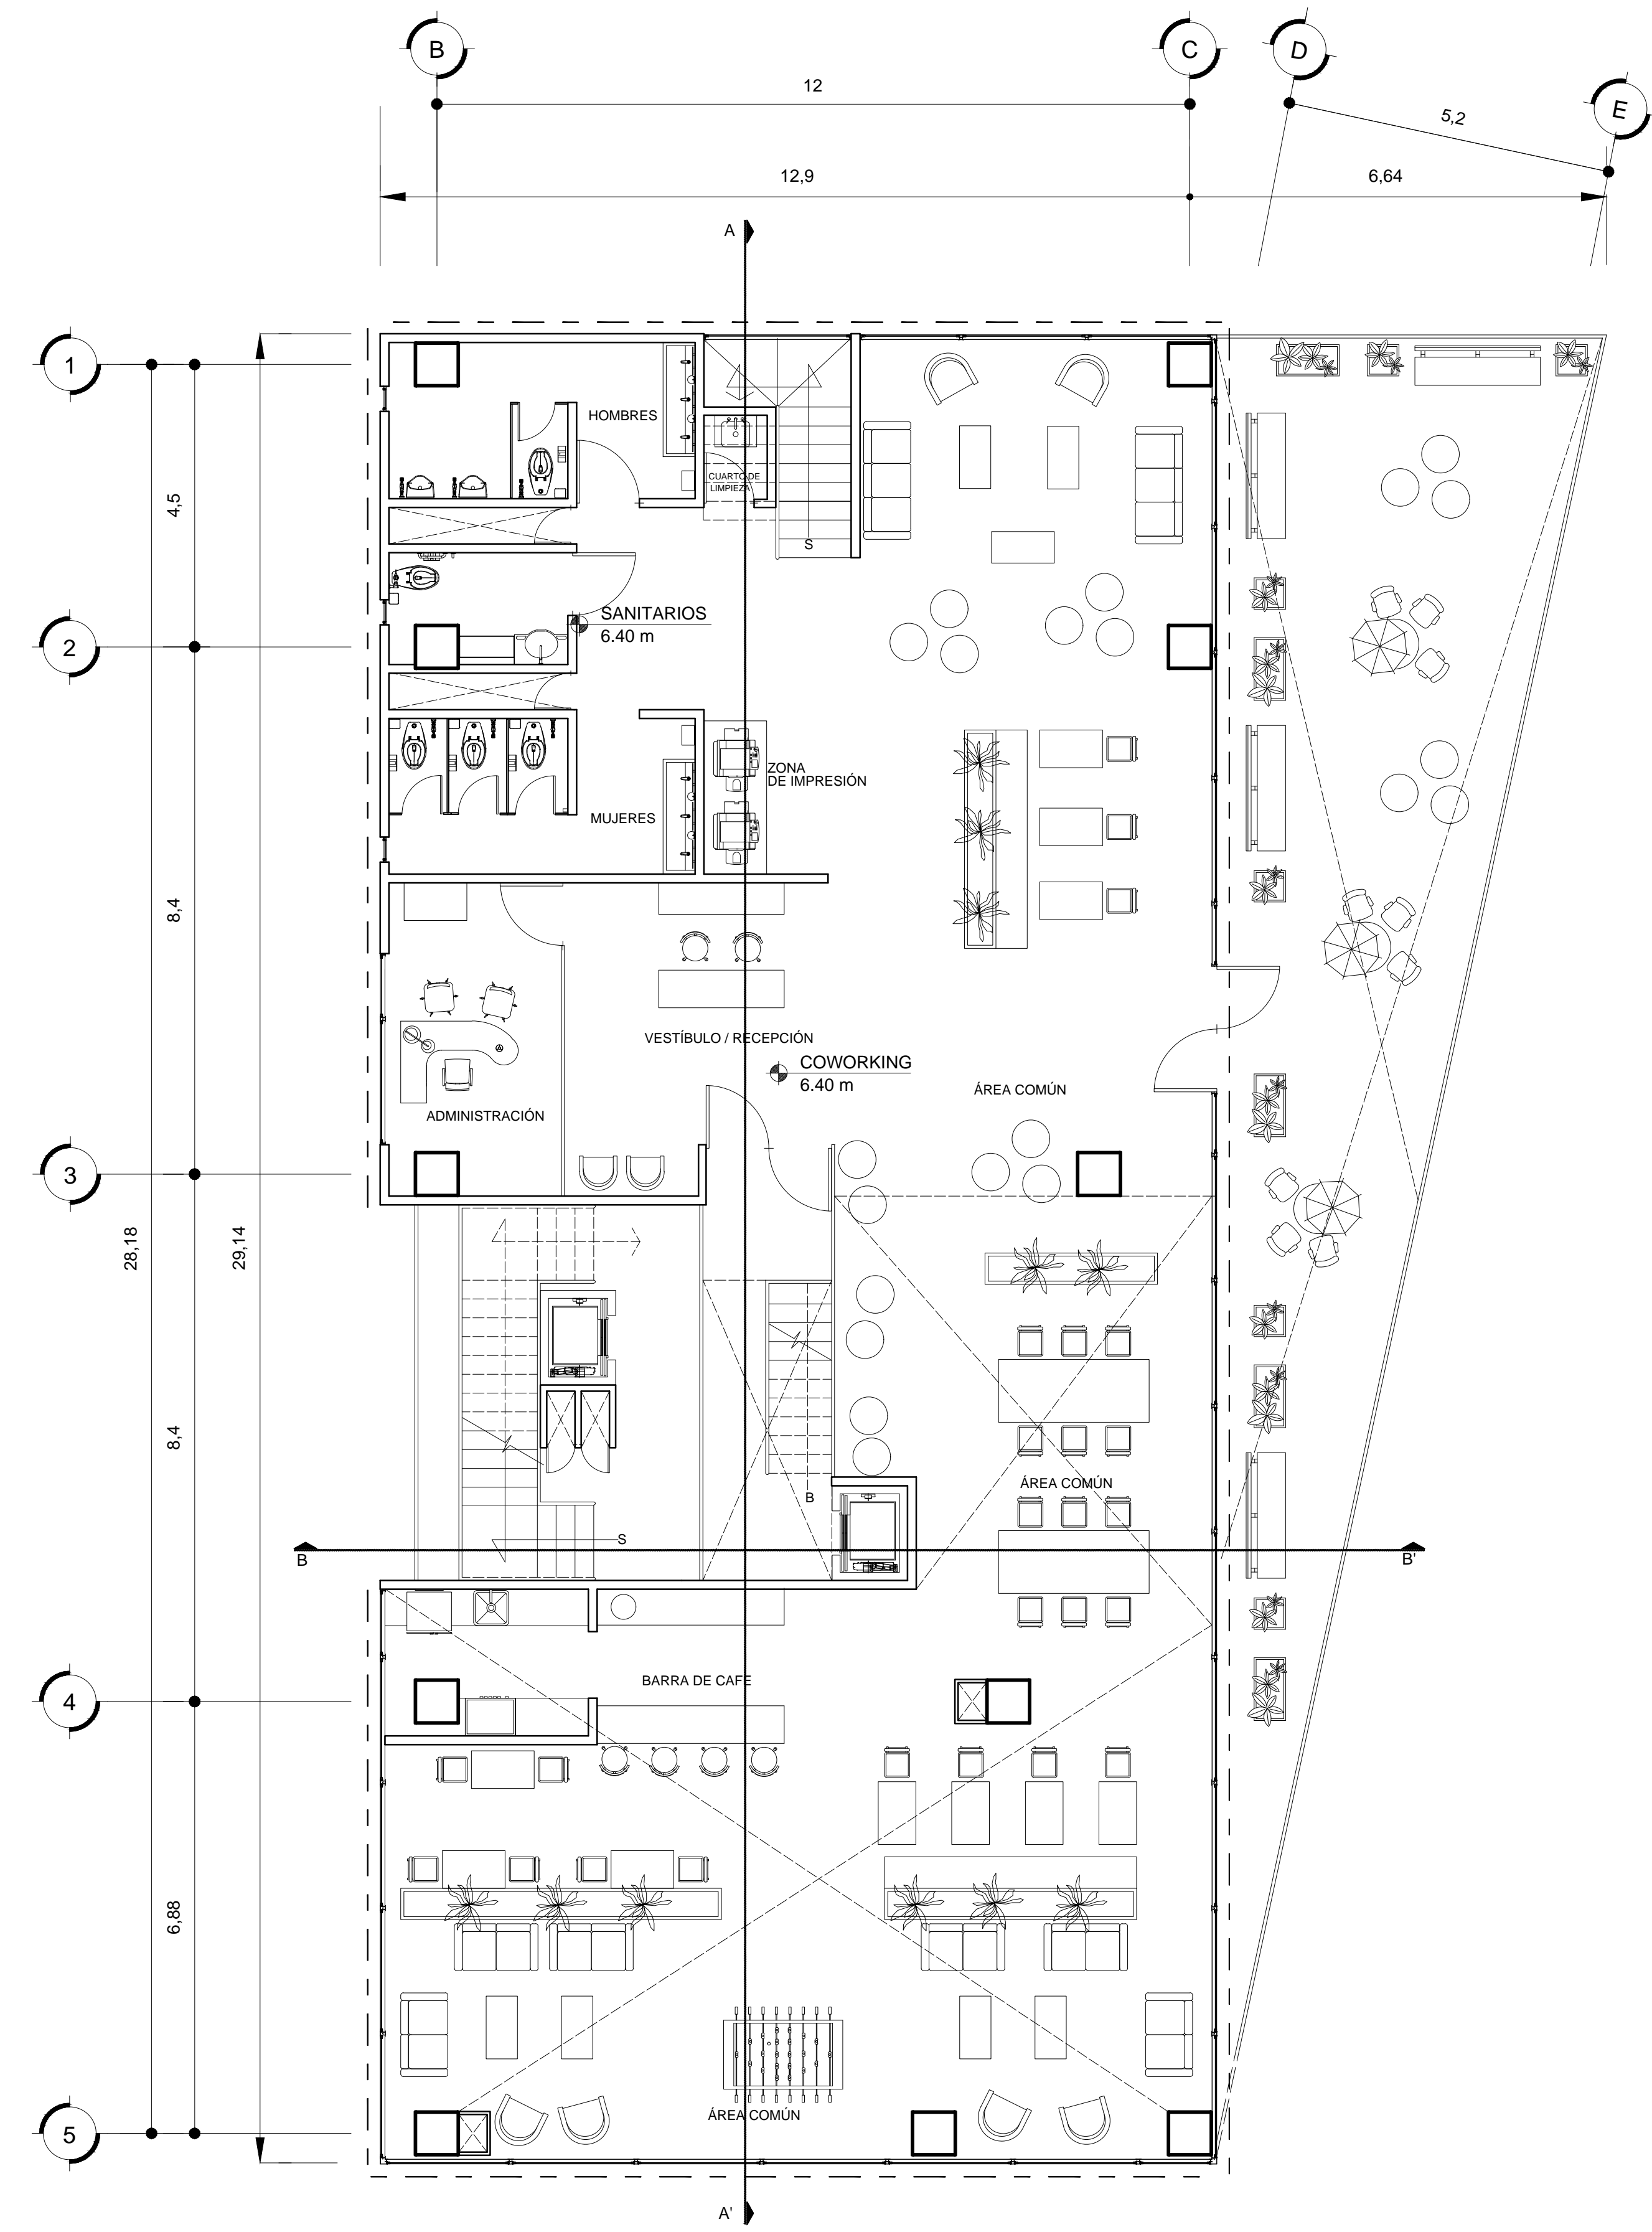 B
C
D
E
12
5,2
12,9
6,64
A
1
HOMBRES
CUARTO DE
LIMPIEZA
4,5
S
SANITARIOS
6.40 m
2
ZONA
DE IMPRESIÓN
MUJERES
8,4
VESTÍBULO / RECEPCIÓN
COWORKING
6.40 m
ÁREA COMÚN
ADMINISTRACIÓN
3
28,18
29,14
8,4
ÁREA COMÚN
B
S
B
B'
BARRA DE CAFE
4
6,88
ÁREA COMÚN
5
A'